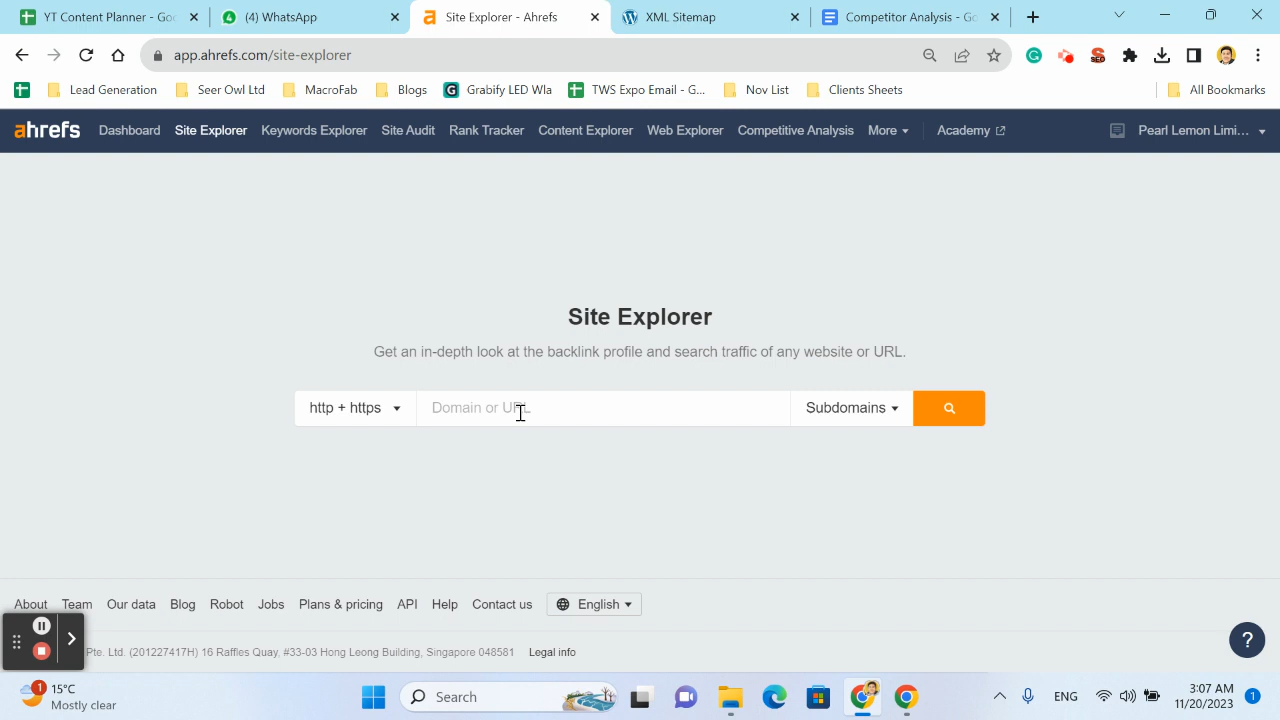 YT Content Planner - Goo
(4) WhatsApp
Site Explorer - Ahrefs
XML Sitemap
Competitor Analysis - Go
app.ahrefs.com/site-explorer
Lead Generation
Seer Owl Ltd
MacroFab
Blogs
Grabify LED Wla
TWS Expo Email - G...
Nov List
Clients Sheets
All Bookmarks
ahrefs
Dashboard
Site Explorer
Keywords Explorer
Site Audit
Rank Tracker
Content Explorer
Web Explorer
Competitive Analysis
More
Academy
Pearl Lemon Limi...
Site Explorer
Get an in-depth look at the backlink profile and search traffic of any website or URL.
http + https
Domain or URL
Subdomains
About
Team
Our data
Blog
Robot
Jobs
Plans & pricing
API
Help
Contact us
English
Pte. Ltd. (201227417H) 16 Raffles Quay, #33-03 Hong Leong Building, Singapore 048581
Legal info
?
1
15°C
Mostly clear
Search
ENG
3:07 AM
11/20/2023
1